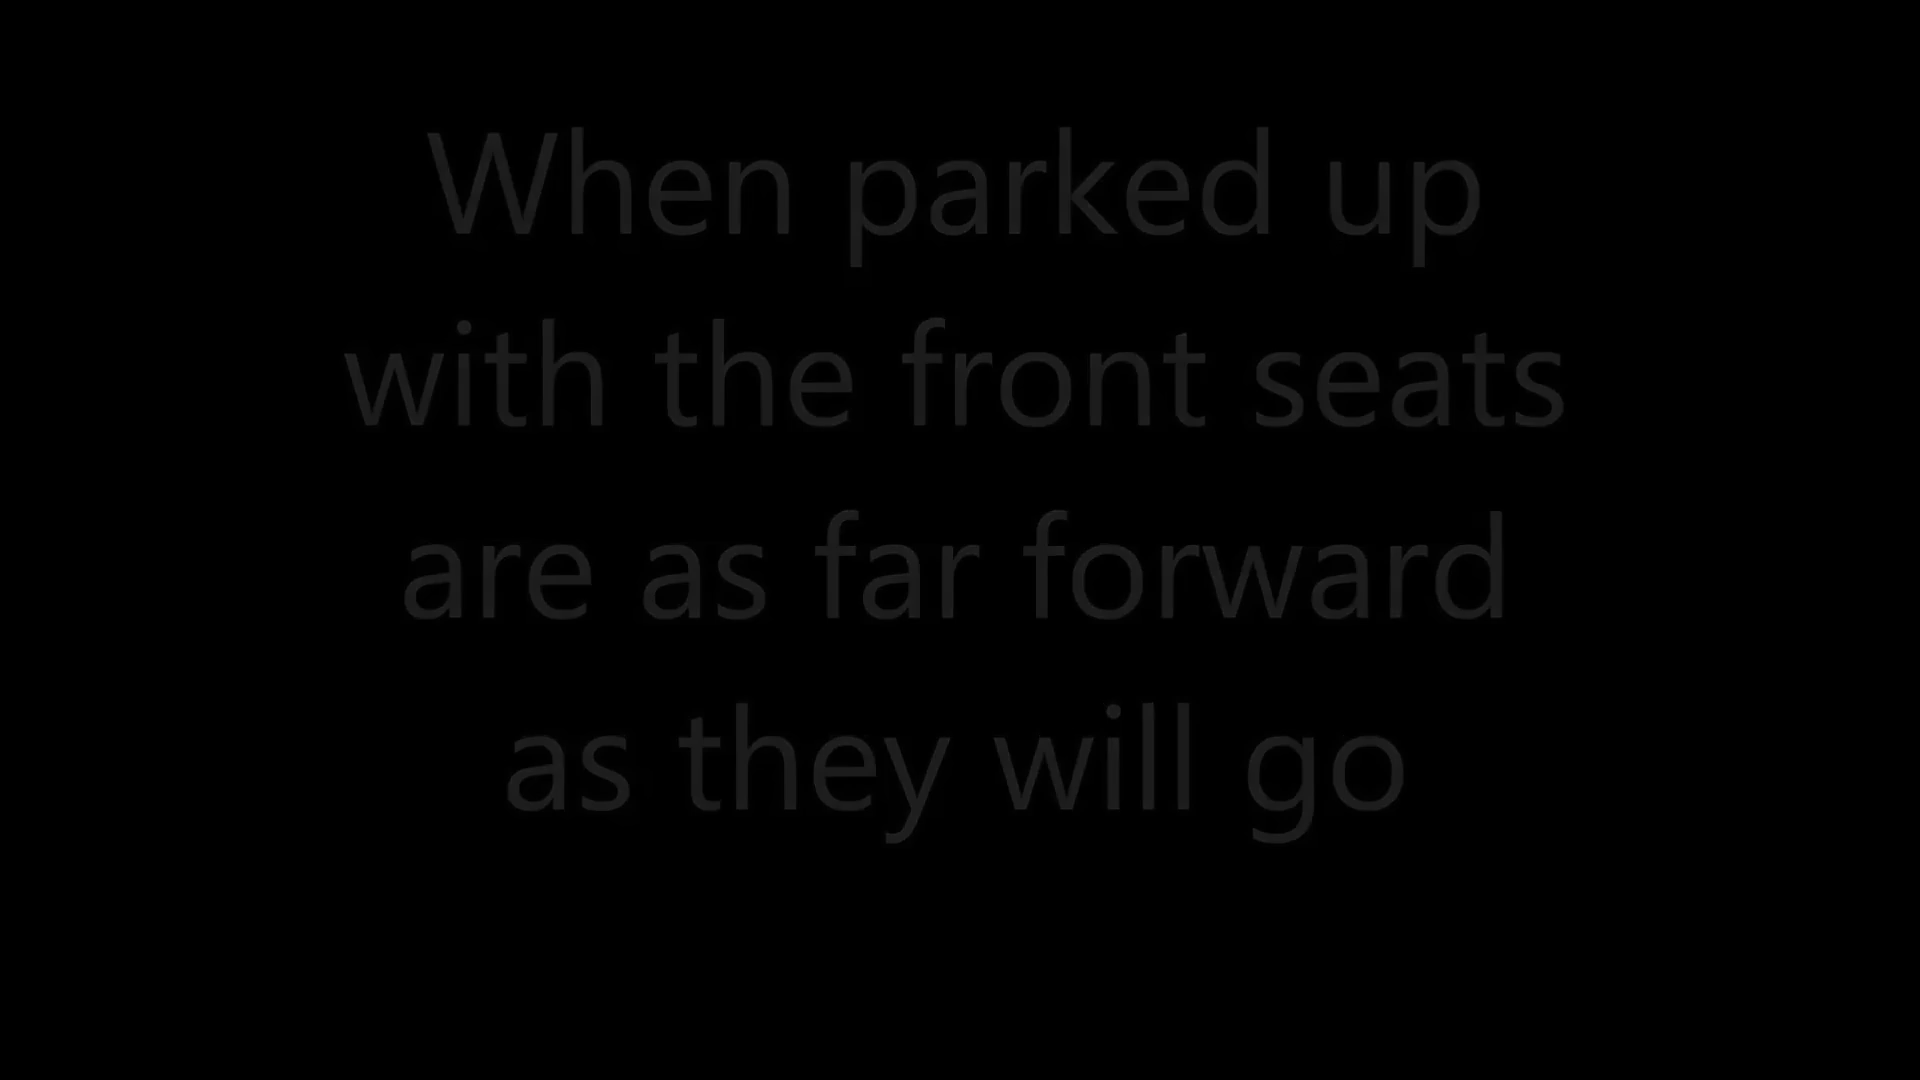 When parked up
with the front seats
are as far forward
as they will go